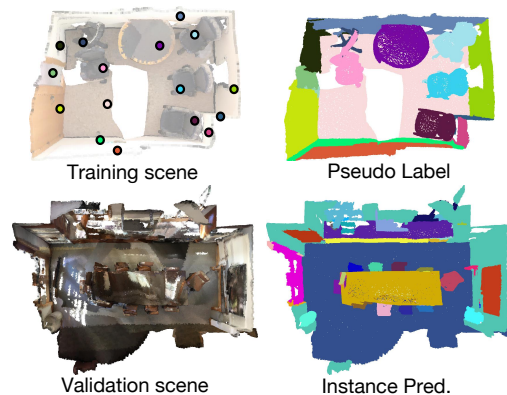 Training scene
Pseudo Label
Validation scene
Instance Pred.